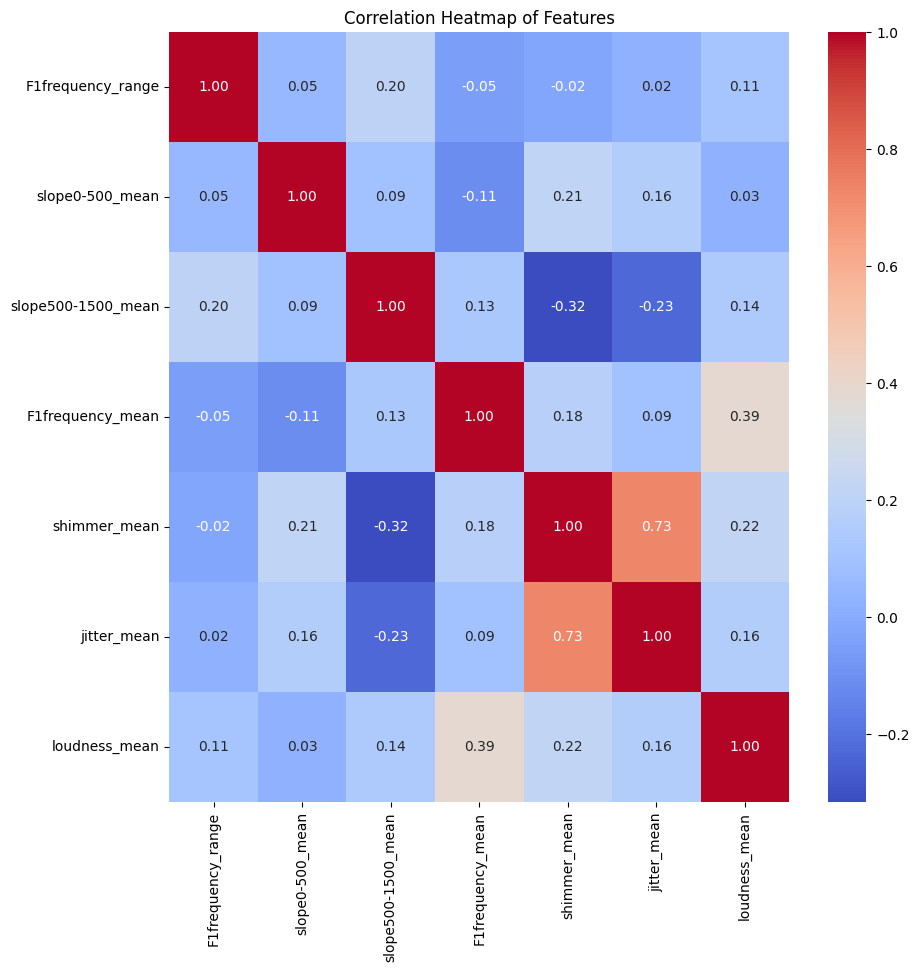 Correlation Heatmap of Features
F1frequency_range 1.00 0.05 0.20 -0.05 -0.02 0.02 0.11
slope0-500_mean 0.05 1.00 0.09 -0.11 0.21 0.16 0.03
slope500-1500_mean 0.20 0.09 1.00 0.13 -0.32 -0.23 0.14
F1frequency_mean -0.05 -0.11 0.13 1.00 0.18 0.09 0.39
shimmer_mean -0.02 0.21 -0.32 0.18 1.00 0.73 0.22
jitter_mean 0.02 0.16 -0.23 0.09 0.73 1.00 0.16
loudness_mean 0.11 0.03 0.14 0.39 0.22 0.16 1.00
F1frequency_range
slope0-500_mean
slope500-1500_mean
F1frequency_mean
shimmer_mean
jitter_mean
loudness_mean
1.0
0.8
0.6
0.4
0.2
0.0
−0.2